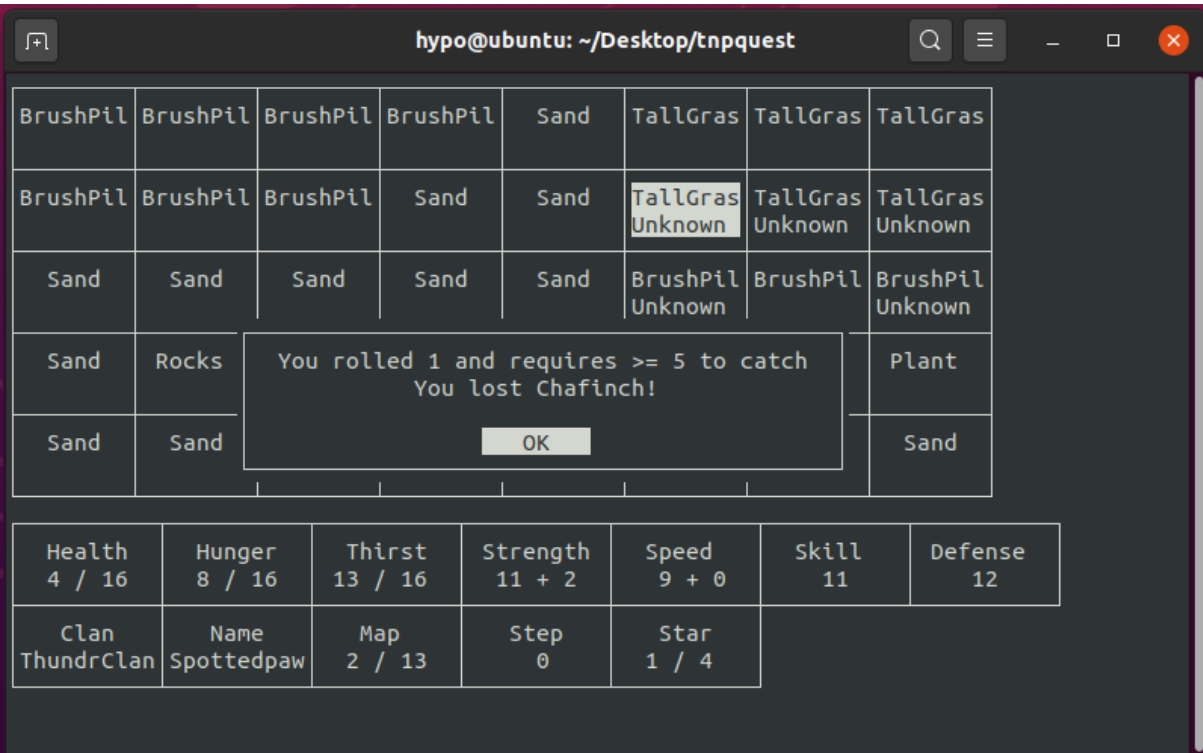 hypo@ubuntu: ~/Desktop/tnpquest
BrushPil BrushPil BrushPil BrushPil Sand TallGras TallGras TallGras
BrushPil BrushPil BrushPil Sand Sand TallGras TallGras TallGras
Unknown Unknown Unknown
Sand Sand Sand Sand Sand BrushPil BrushPil BrushPil
Unknown Unknown
Sand Rocks You rolled 1 and requires >= 5 to catch Plant
You lost Chafinch!
Sand Sand OK Sand
Health Hunger Thirst Strength Speed Skill Defense
4 / 16 8 / 16 13 / 16 11 + 2 9 + 0 11 12
Clan Name Map Step Star
ThundrClan Spottedpaw 2 / 13 0 1 / 4